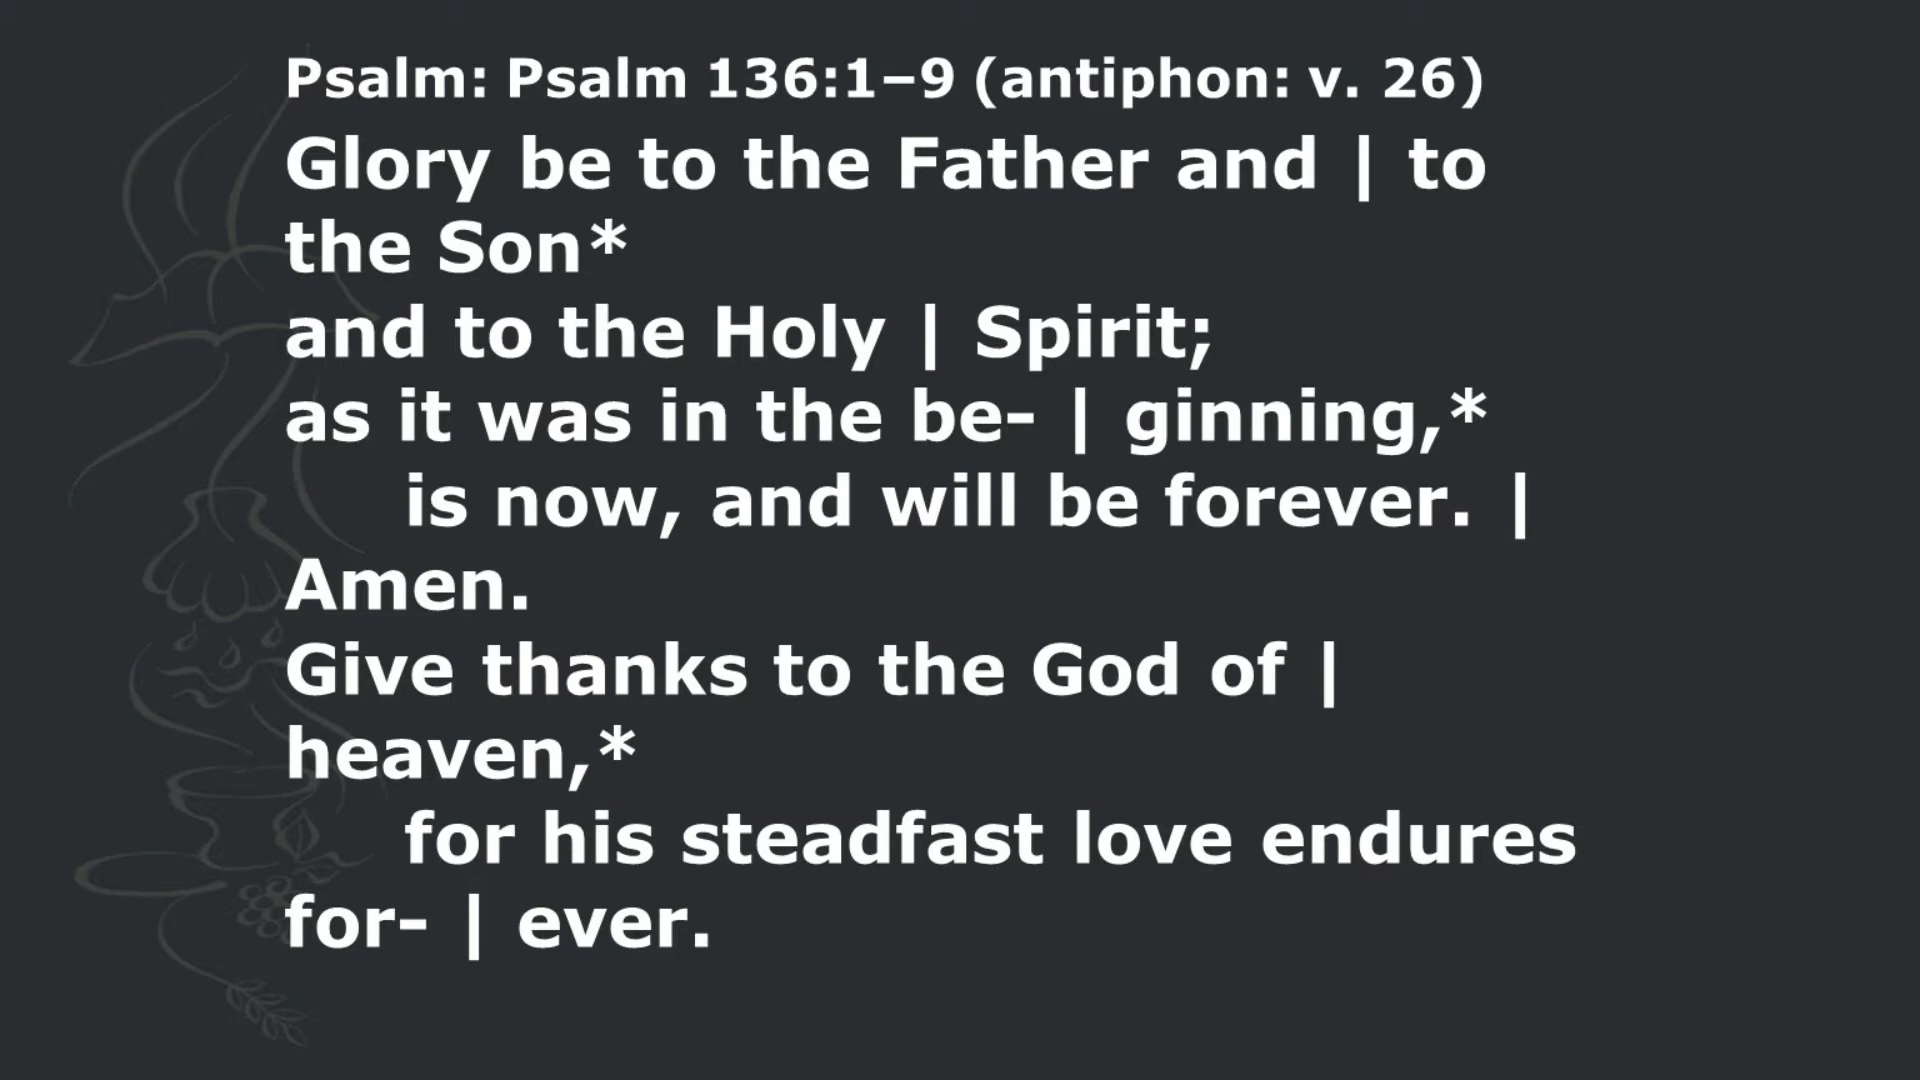 Psalm: Psalm 136:1–9 (antiphon: v. 26)
Glory be to the Father and | to
the Son*
and to the Holy | Spirit;
as it was in the be- | ginning,*
is now, and will be forever. |
Amen.
Give thanks to the God of |
heaven,*
for his steadfast love endures
for- | ever.